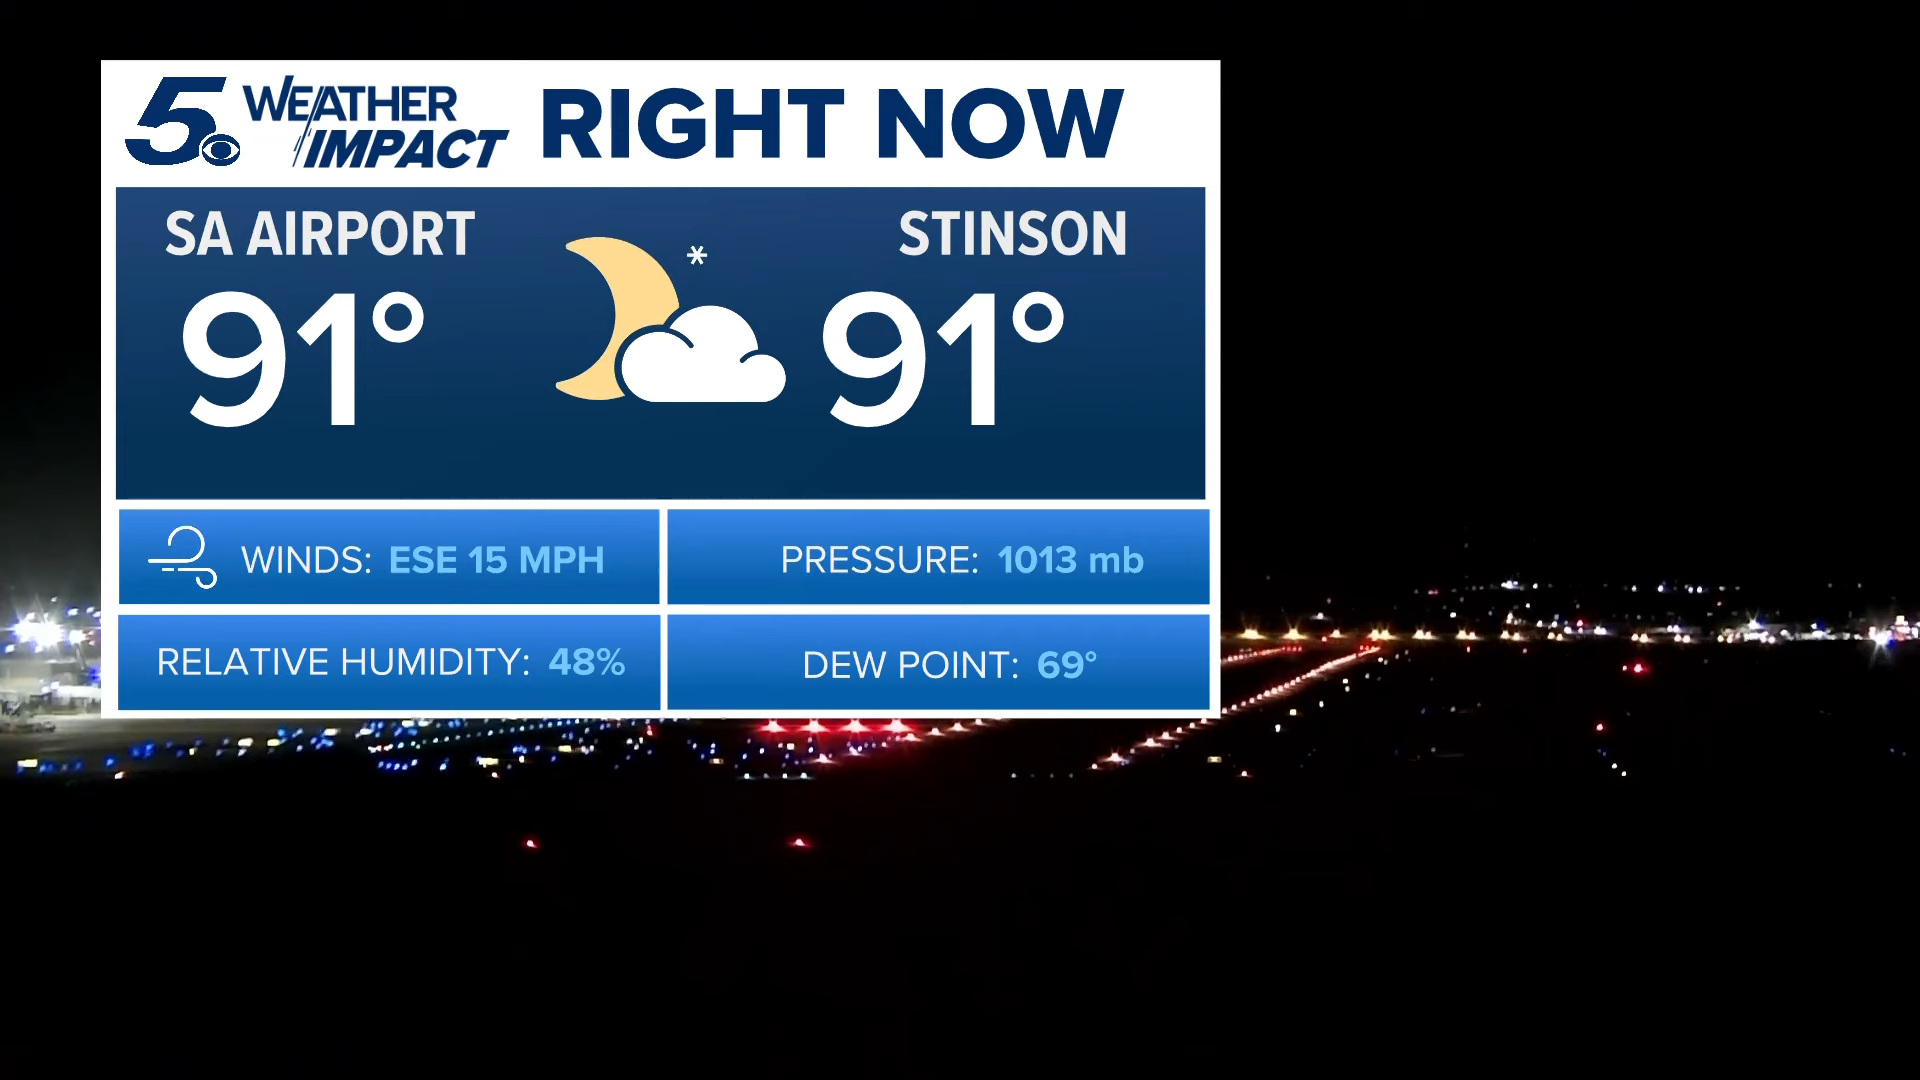 5 WEATHER IMPACT RIGHT NOW
SA AIRPORT STINSON
91° 91°
WINDS: ESE 15 MPH PRESSURE: 1013 mb
RELATIVE HUMIDITY: 48% DEW POINT: 69°